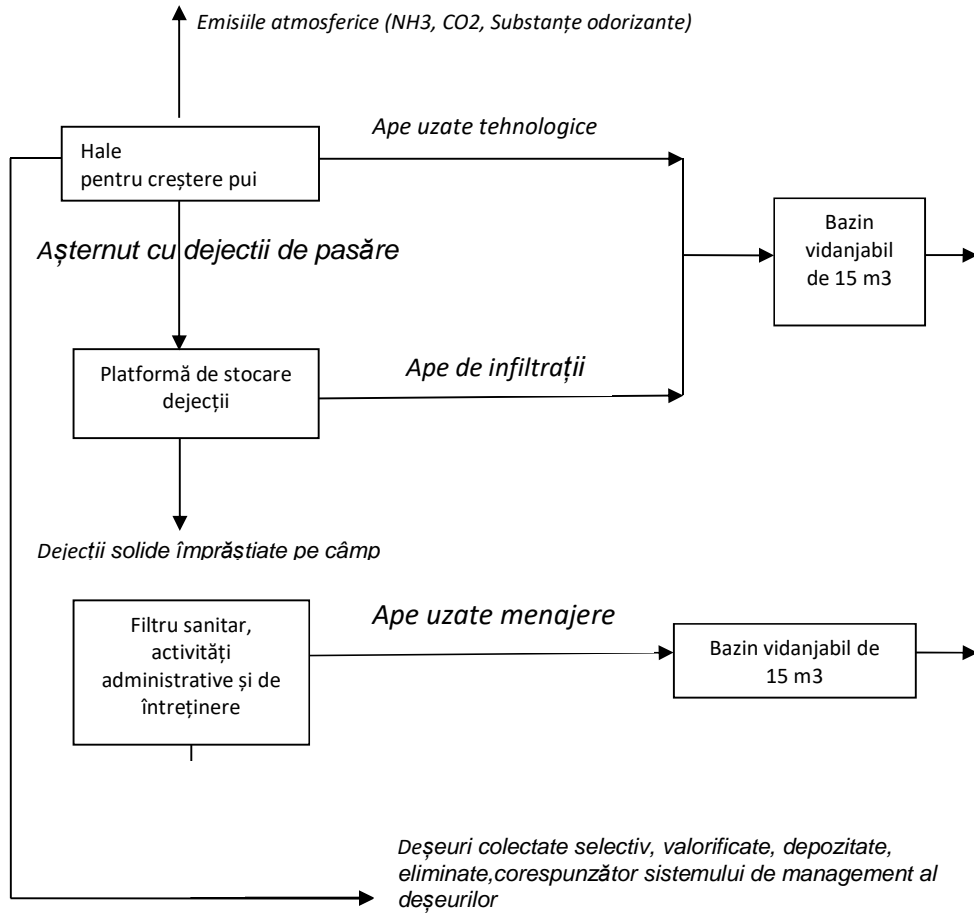 Emisiile atmosferice (NH3, CO2, Substanțe odorizante)
Ape uzate tehnologice
Hale
pentru creștere pui
Bazin
vidanjabil
de 15 m3
Așternut cu dejectii de pasăre
Platformă de stocare
dejecții
Ape de infiltrații
Dejecții solide împrăștiate pe câmp
Filtru sanitar,
activități
administrative și de
întreținere
Ape uzate menajere
Bazin vidanjabil de
15 m3
Deșeuri colectate selectiv, valorificate, depozitate,
eliminate,corespunzător sistemului de management al
deșeurilor